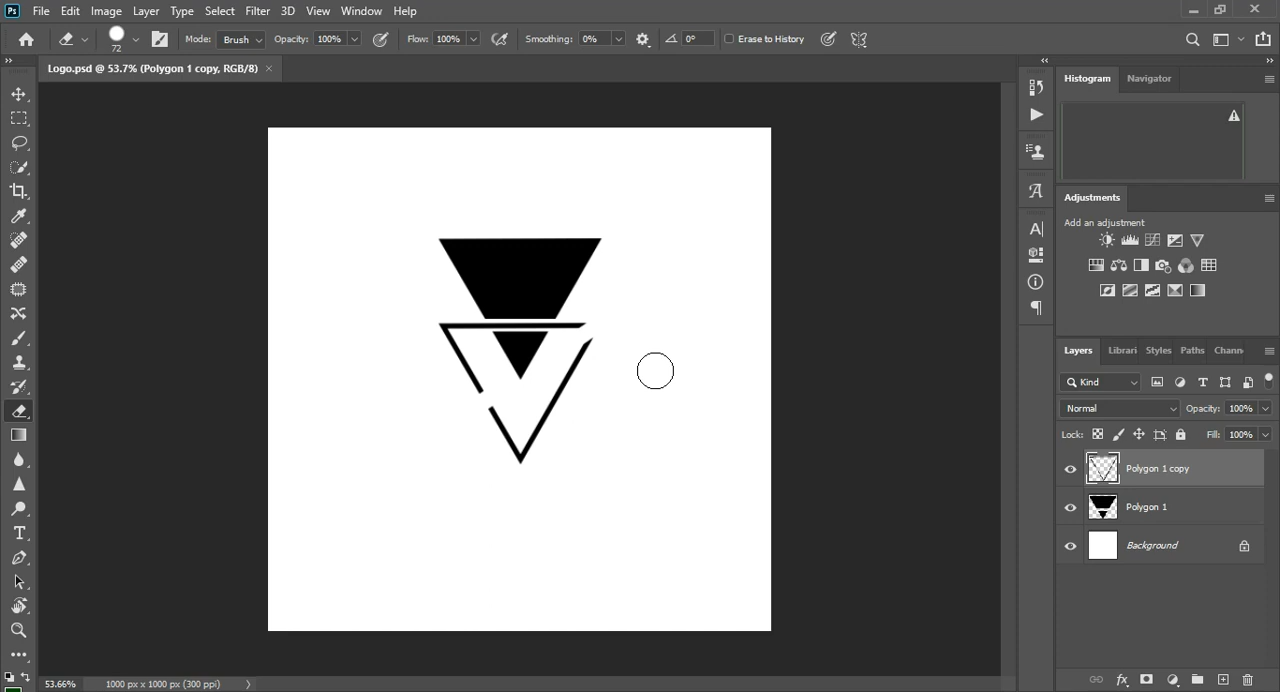 Ps File Edit Image Layer Type Select Filter 3D View Window Help
72 Mode: Brush Opacity: 100% Flow: 100% Smoothing: 0% 0° Erase to History
Logo.psd @ 53.7% (Polygon 1 copy, RGB/8) ×
Histogram Navigator
Adjustments
Add an adjustment
Layers Librari Styles Paths Chann
Kind
Normal Opacity: 100%
Lock: Fill: 100%
Polygon 1 copy
Polygon 1
Background
53.66% 1000 px x 1000 px (300 ppi)